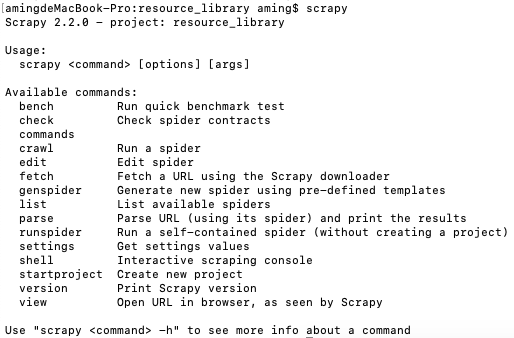 [amingdeMacBook-Pro:resource_library aming$ scrapy
Scrapy 2.2.0 - project: resource_library
Usage:
scrapy <command> [options] [args]
Available commands:
bench Run quick benchmark test
check Check spider contracts
commands
crawl Run a spider
edit Edit spider
fetch Fetch a URL using the Scrapy downloader
genspider Generate new spider using pre-defined templates
list List available spiders
parse Parse URL (using its spider) and print the results
runspider Run a self-contained spider (without creating a project)
settings Get settings values
shell Interactive scraping console
startproject Create new project
version Print Scrapy version
view Open URL in browser, as seen by Scrapy
Use "scrapy <command> -h" to see more info about a command